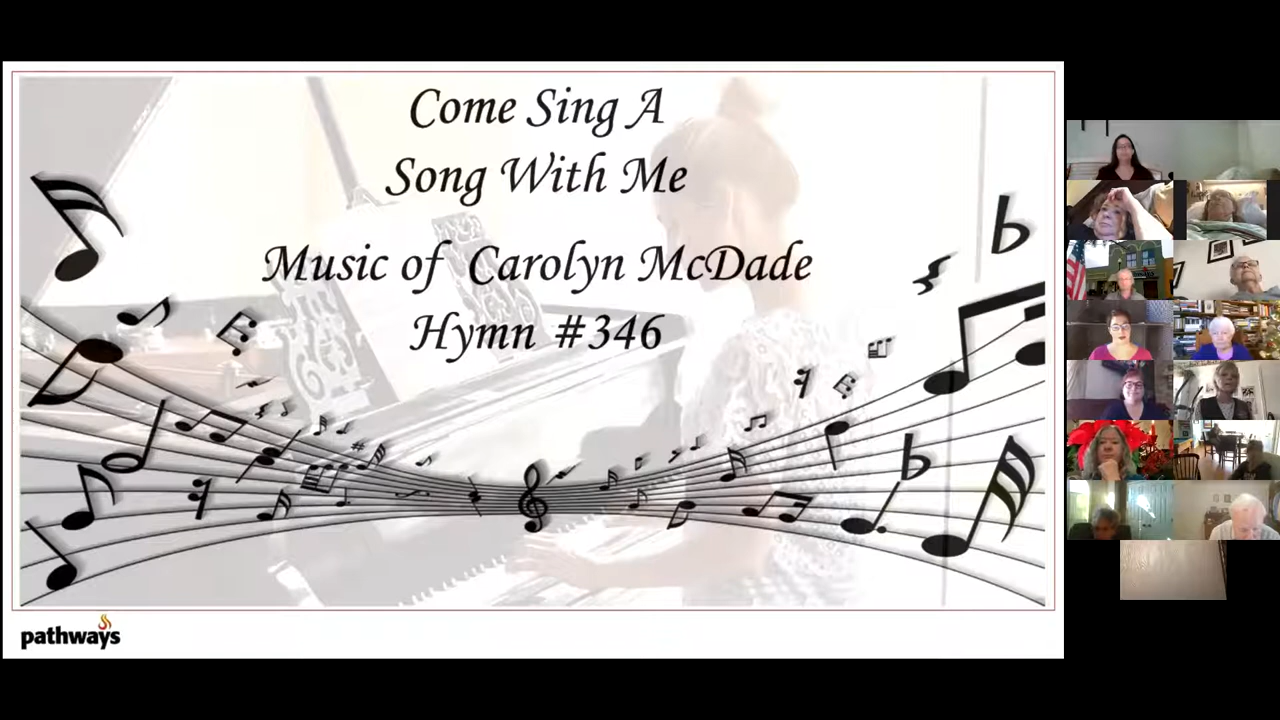 Come Sing A
Song With Me
Music of Carolyn McDade
Hymn #346
pathways